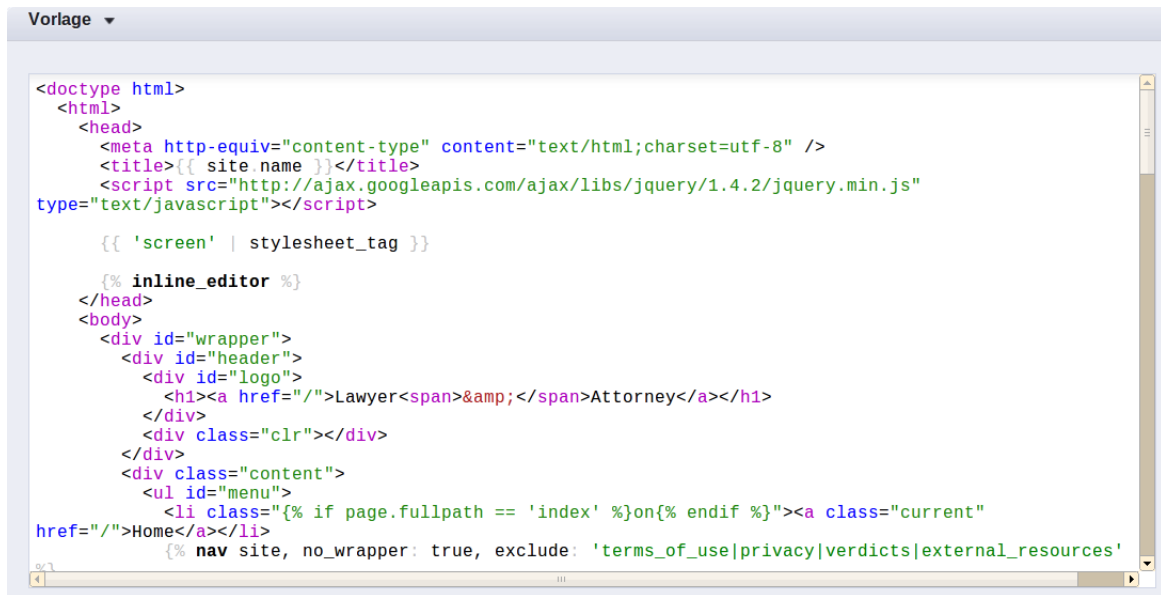 Vorlage
<doctype html>
<html>
<head>
<meta http-equiv="content-type" content="text/html;charset=utf-8" />
<title>{{ site.name }}</title>
<script src="http://ajax.googleapis.com/ajax/libs/jquery/1.4.2/jquery.min.js"
type="text/javascript"></script>
{{ 'screen' | stylesheet_tag }}
{% inline_editor %}
</head>
<body>
<div id="wrapper">
<div id="header">
<div id="logo">
<h1><a href="/">Lawyer<span>&amp;</span>Attorney</a></h1>
</div>
<div class="clr"></div>
</div>
<div class="content">
<ul id="menu">
<li class="{% if page.fullpath == 'index' %}on{% endif %}"><a class="current"
href="/">Home</a></li>
{% nav site, no_wrapper: true, exclude: 'terms_of_use|privacy|verdicts|external_resources'
%}